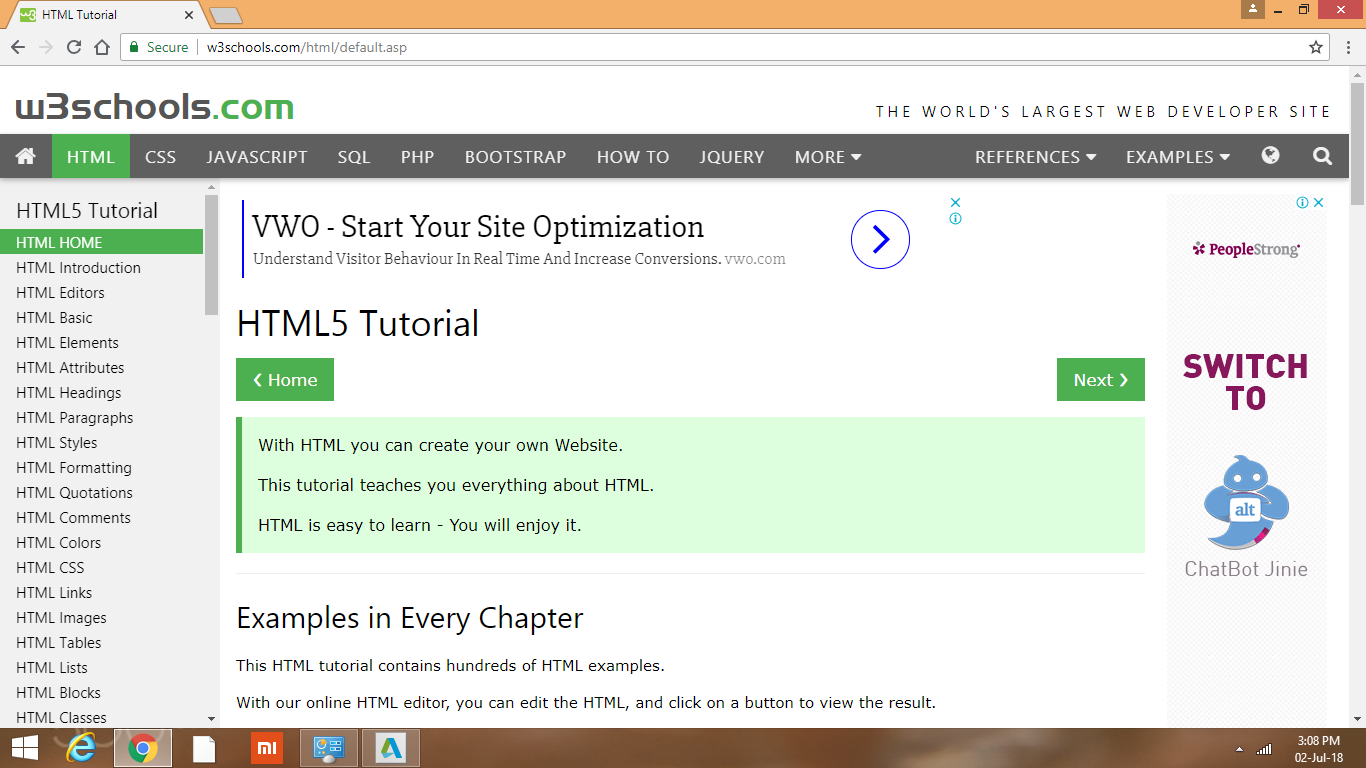 HTML Tutorial
Secure w3schools.com/html/default.asp
w3schools.com
THE WORLD'S LARGEST WEB DEVELOPER SITE
HTML CSS JAVASCRIPT SQL PHP BOOTSTRAP HOW TO JQUERY MORE REFERENCES EXAMPLES
HTML5 Tutorial
HTML HOME
HTML Introduction
HTML Editors
HTML Basic
HTML Elements
HTML Attributes
HTML Headings
HTML Paragraphs
HTML Styles
HTML Formatting
HTML Quotations
HTML Comments
HTML Colors
HTML CSS
HTML Links
HTML Images
HTML Tables
HTML Lists
HTML Blocks
HTML Classes
VWO - Start Your Site Optimization
Understand Visitor Behaviour In Real Time And Increase Conversions. vwo.com
HTML5 Tutorial
❮ Home
Next ❯
With HTML you can create your own Website.
This tutorial teaches you everything about HTML.
HTML is easy to learn - You will enjoy it.
Examples in Every Chapter
This HTML tutorial contains hundreds of HTML examples.
With our online HTML editor, you can edit the HTML, and click on a button to view the result.
PeopleStrong
SWITCH
TO
alt
ChatBot Jinie
mi
3:08 PM
02-Jul-18